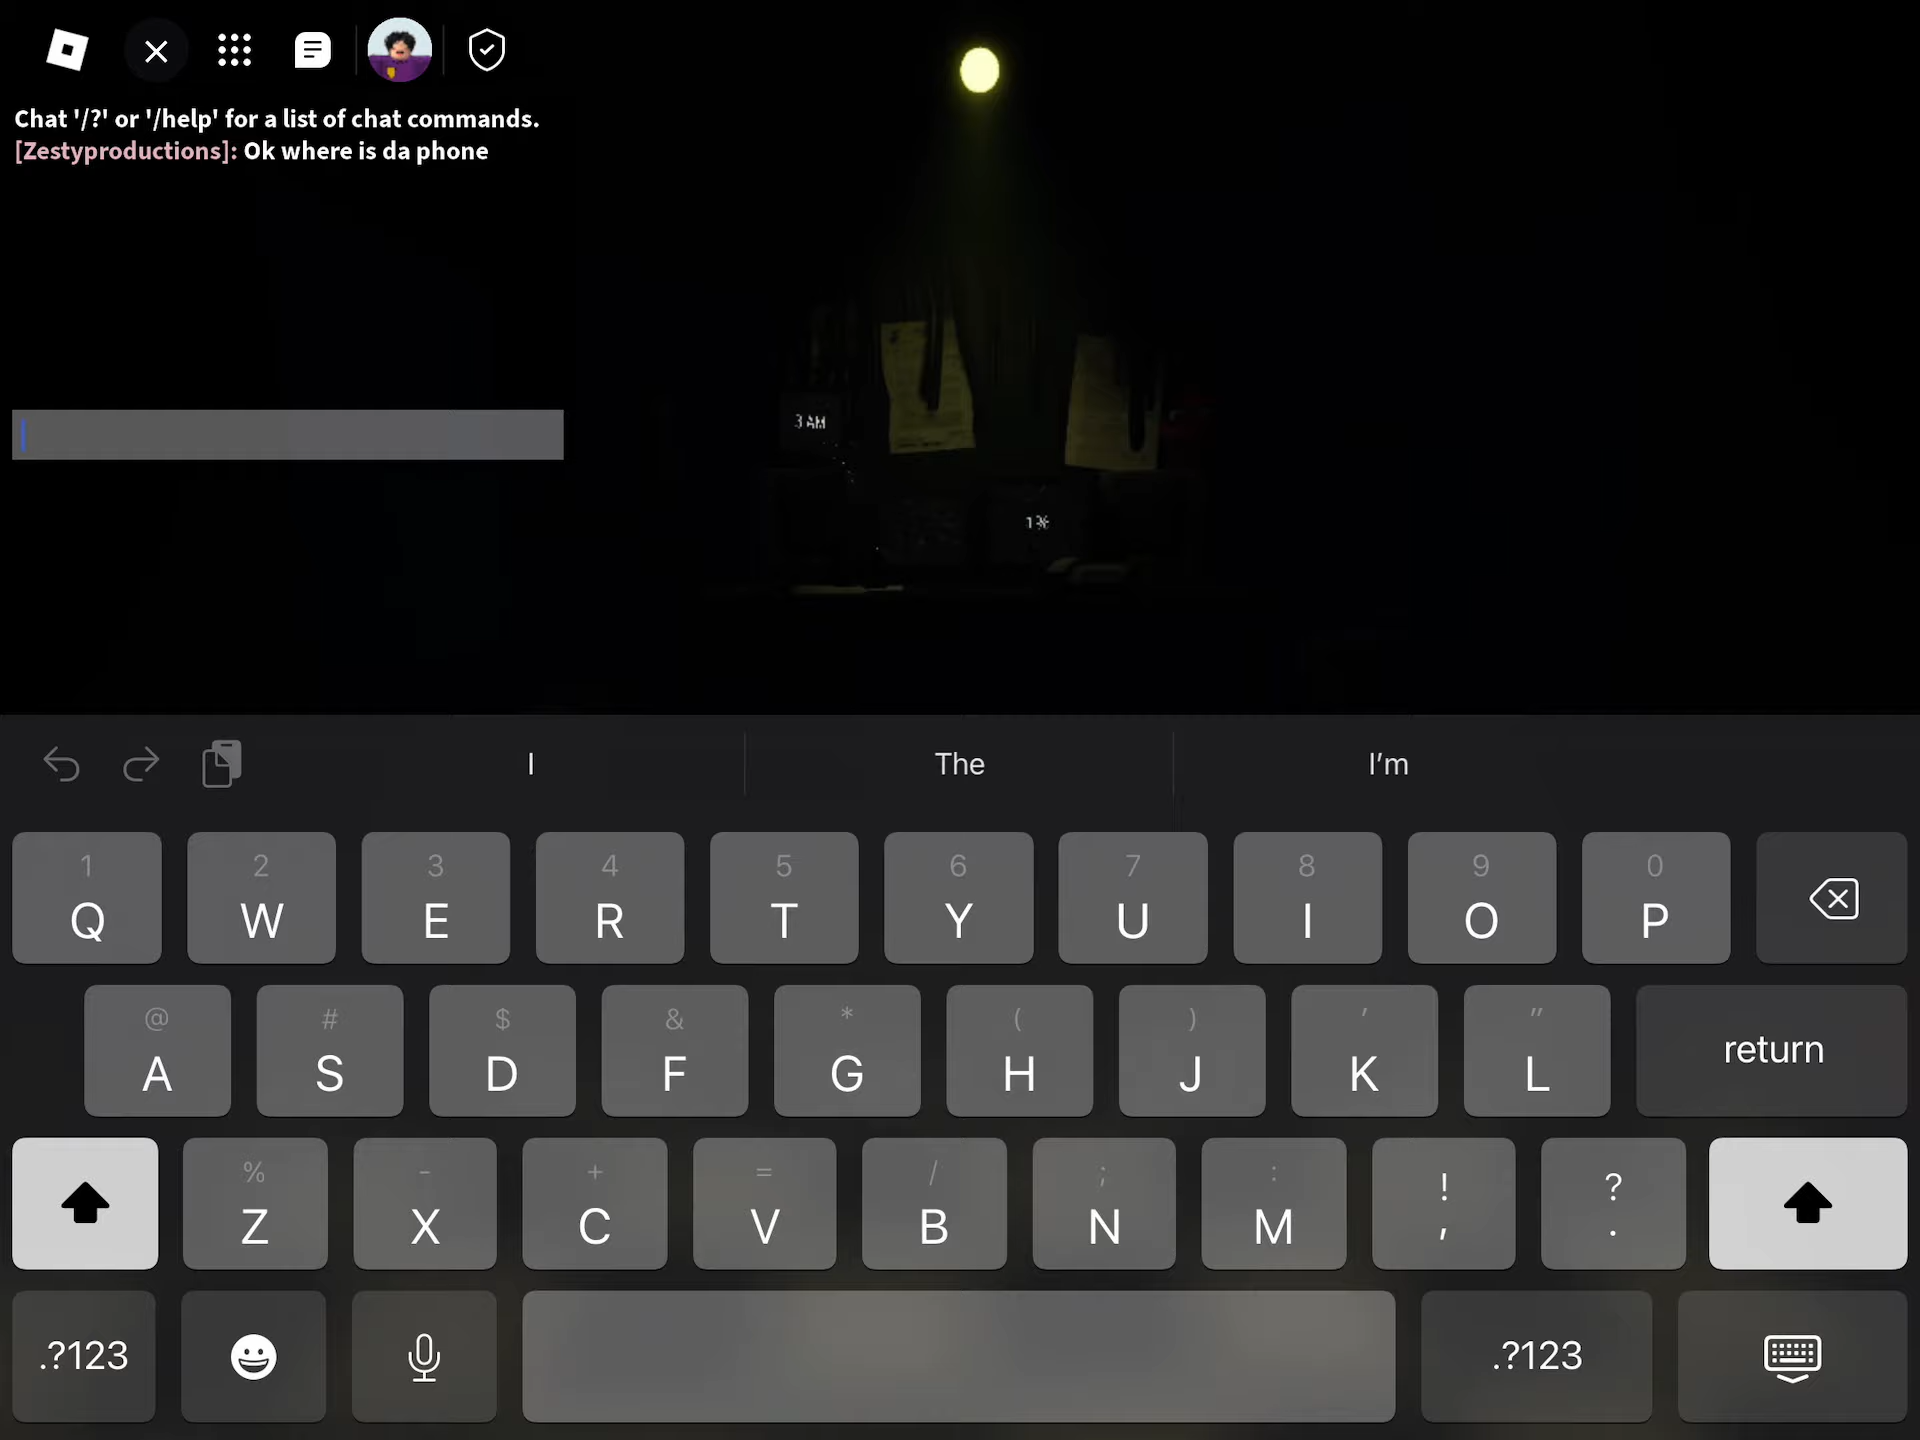 Chat '/?' or '/help' for a list of chat commands.
[Zestyproductions]: Ok where is da phone
3 AM
1%
I The I'm
1 2 3 4 5 6 7 8 9 0
Q W E R T Y U I O P
@ # $ & * ( ) ' "
A S D F G H J K L return
% - + = / ; : ! ?
Z X C V B N M , .
.?123 .?123